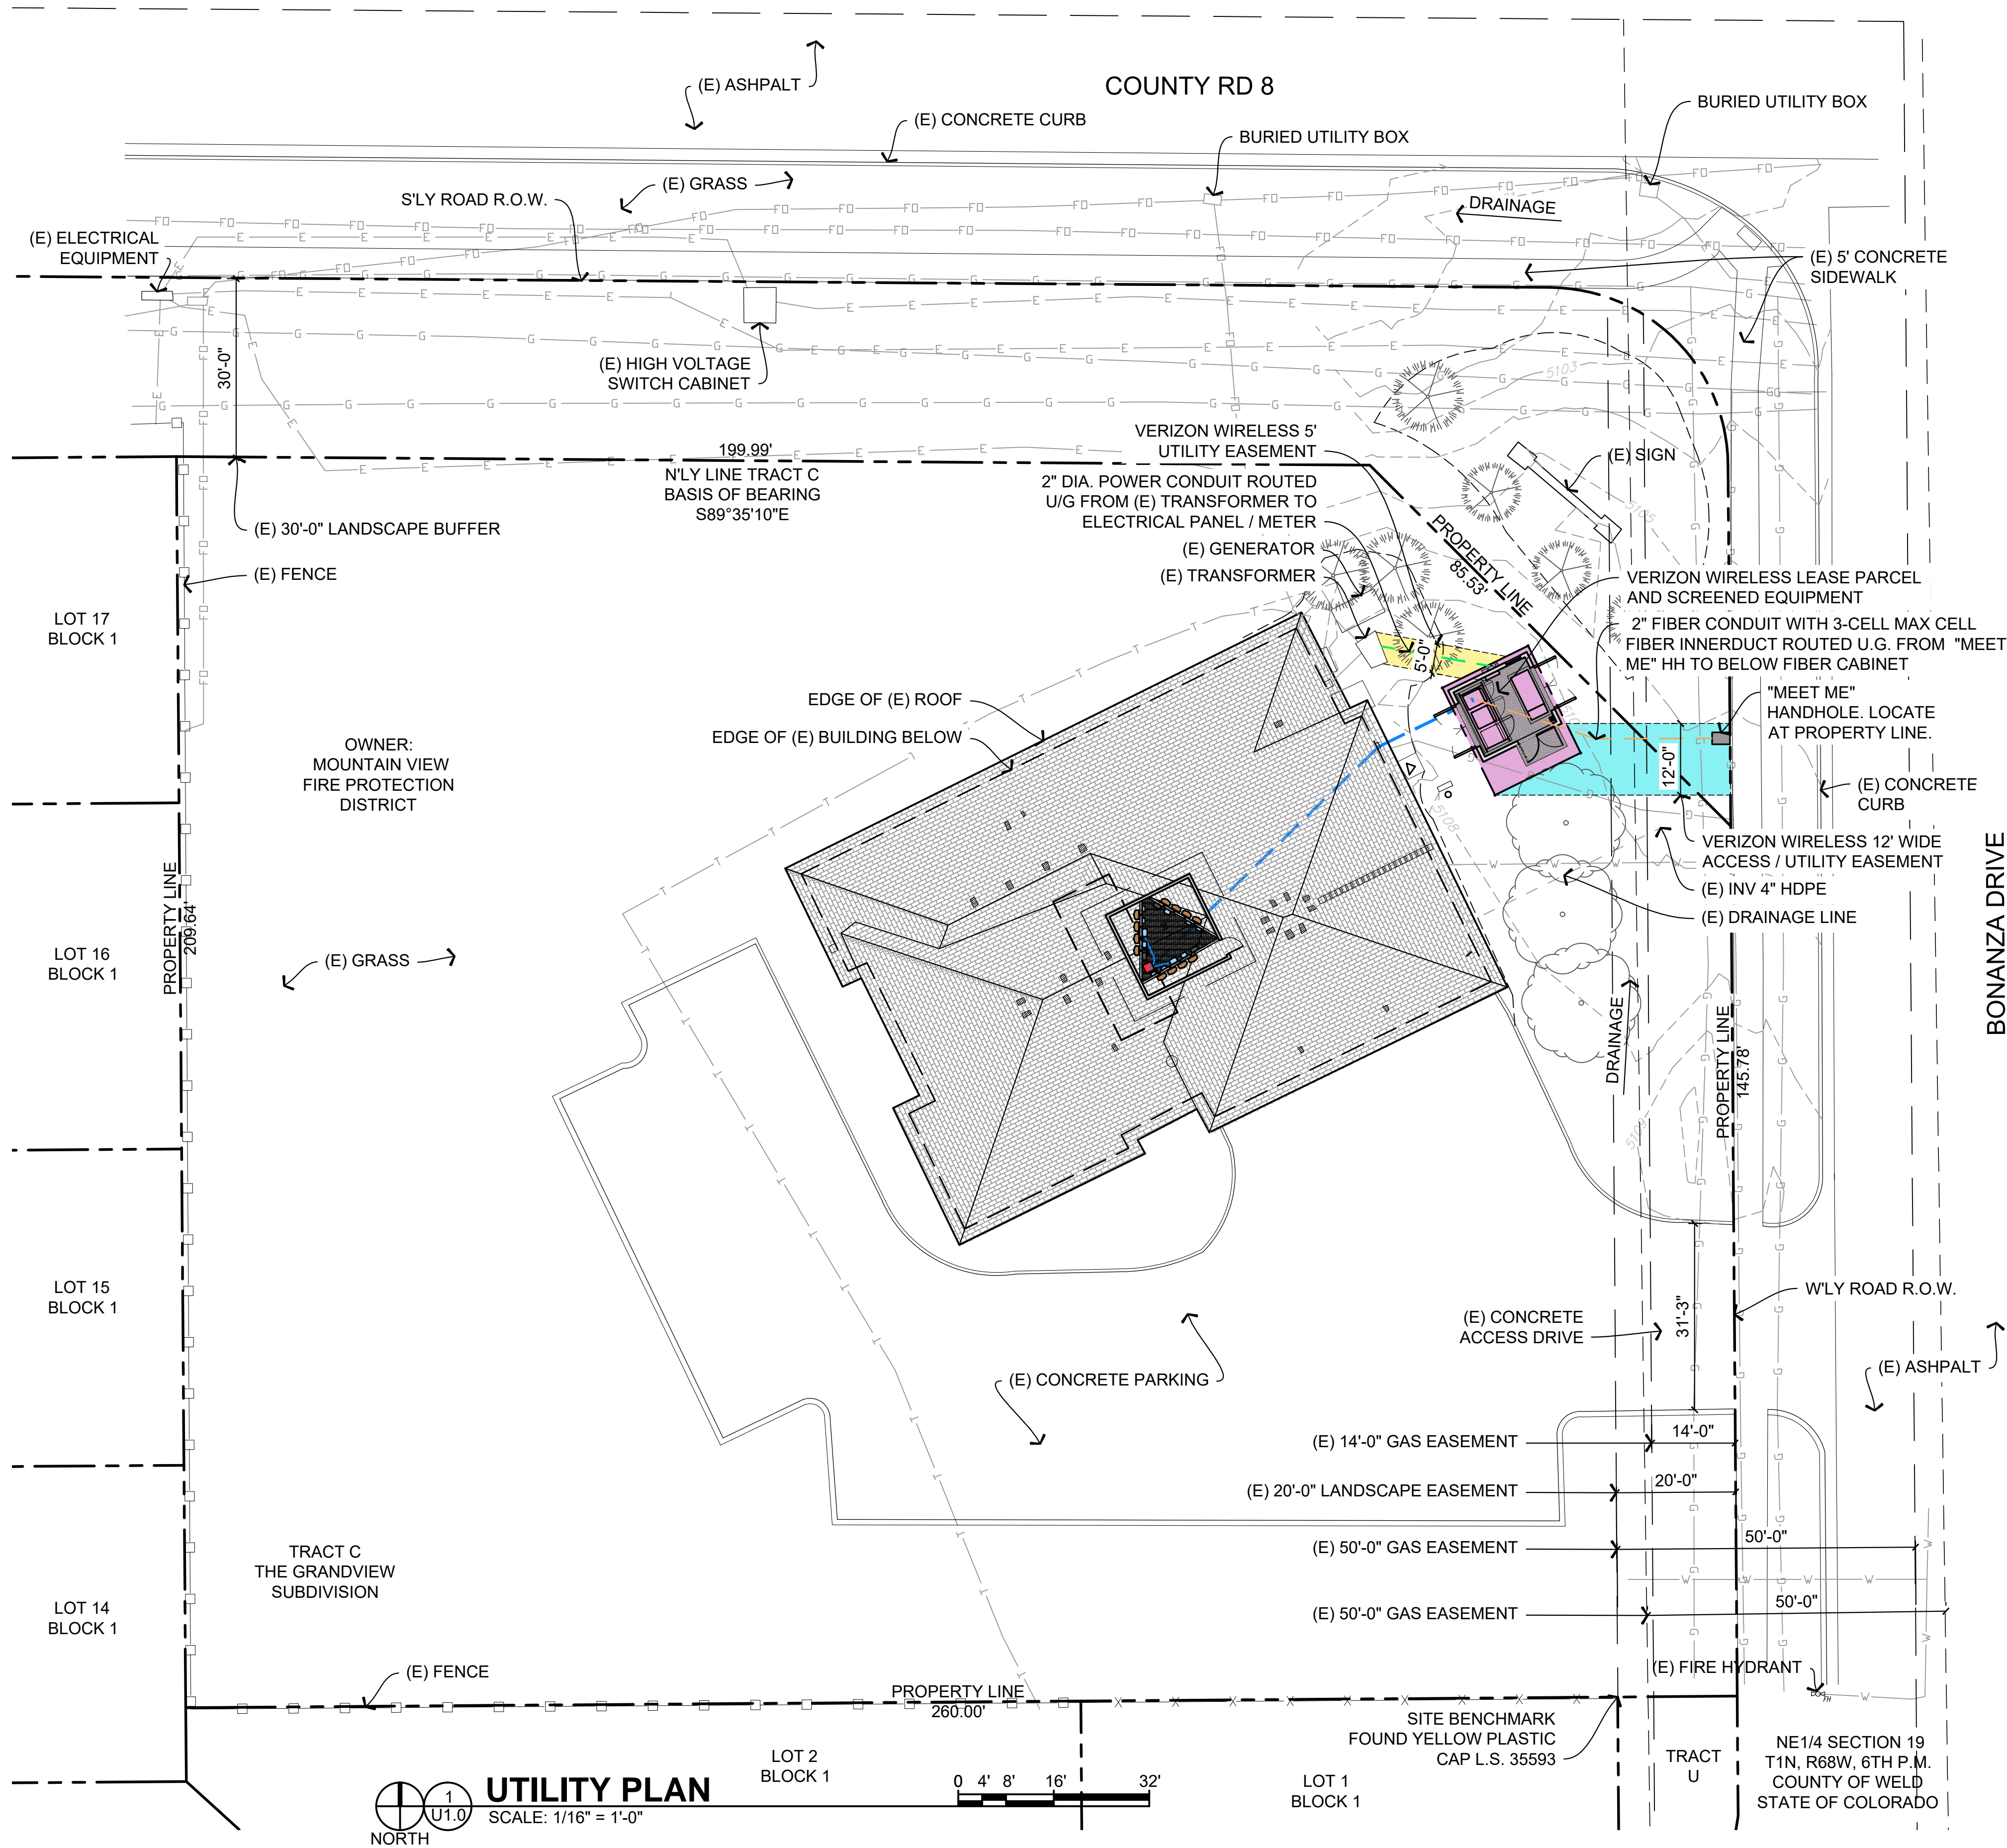 (E) ASHPALT
COUNTY RD 8
BURIED UTILITY BOX
(E) CONCRETE CURB
BURIED UTILITY BOX
(E) GRASS
S'LY ROAD R.O.W.
DRAINAGE
(E) ELECTRICAL
EQUIPMENT
(E) 5' CONCRETE
SIDEWALK
30'-0"
(E) HIGH VOLTAGE
SWITCH CABINET
5103
VERIZON WIRELESS 5'
UTILITY EASEMENT
199.99'
N'LY LINE TRACT C
BASIS OF BEARING
S89°35'10"E
(E) SIGN
5105
2" DIA. POWER CONDUIT ROUTED
U/G FROM (E) TRANSFORMER TO
ELECTRICAL PANEL / METER
(E) 30'-0" LANDSCAPE BUFFER
PROPERTY LINE
85.53'
(E) GENERATOR
(E) TRANSFORMER
(E) FENCE
VERIZON WIRELESS LEASE PARCEL
AND SCREENED EQUIPMENT
LOT 17
BLOCK 1
2" FIBER CONDUIT WITH 3-CELL MAX CELL
FIBER INNERDUCT ROUTED U.G. FROM "MEET
ME" HH TO BELOW FIBER CABINET
5'-0"
EDGE OF (E) ROOF
EDGE OF (E) BUILDING BELOW
"MEET ME"
HANDHOLE. LOCATE
AT PROPERTY LINE.
OWNER:
MOUNTAIN VIEW
FIRE PROTECTION
DISTRICT
12'-0"
(E) CONCRETE
CURB
5108
VERIZON WIRELESS 12' WIDE
ACCESS / UTILITY EASEMENT
(E) INV 4" HDPE
(E) DRAINAGE LINE
BONANZA DRIVE
PROPERTY LINE
209.64'
LOT 16
BLOCK 1
(E) GRASS
DRAINAGE
PROPERTY LINE
145.78'
5109
LOT 15
BLOCK 1
W'LY ROAD R.O.W.
31'-3"
(E) CONCRETE
ACCESS DRIVE
(E) ASHPALT
(E) CONCRETE PARKING
(E) 14'-0" GAS EASEMENT
14'-0"
(E) 20'-0" LANDSCAPE EASEMENT
20'-0"
(E) 50'-0" GAS EASEMENT
50'-0"
TRACT C
THE GRANDVIEW
SUBDIVISION
LOT 14
BLOCK 1
(E) 50'-0" GAS EASEMENT
50'-0"
(E) FENCE
(E) FIRE HYDRANT
FH
PROPERTY LINE
260.00'
SITE BENCHMARK
FOUND YELLOW PLASTIC
CAP L.S. 35593
TRACT
U
NE1/4 SECTION 19
T1N, R68W, 6TH P.M.
COUNTY OF WELD
STATE OF COLORADO
LOT 2
BLOCK 1
LOT 1
BLOCK 1
0 4' 8' 16' 32'
1
U1.0
UTILITY PLAN
SCALE: 1/16" = 1'-0"
NORTH